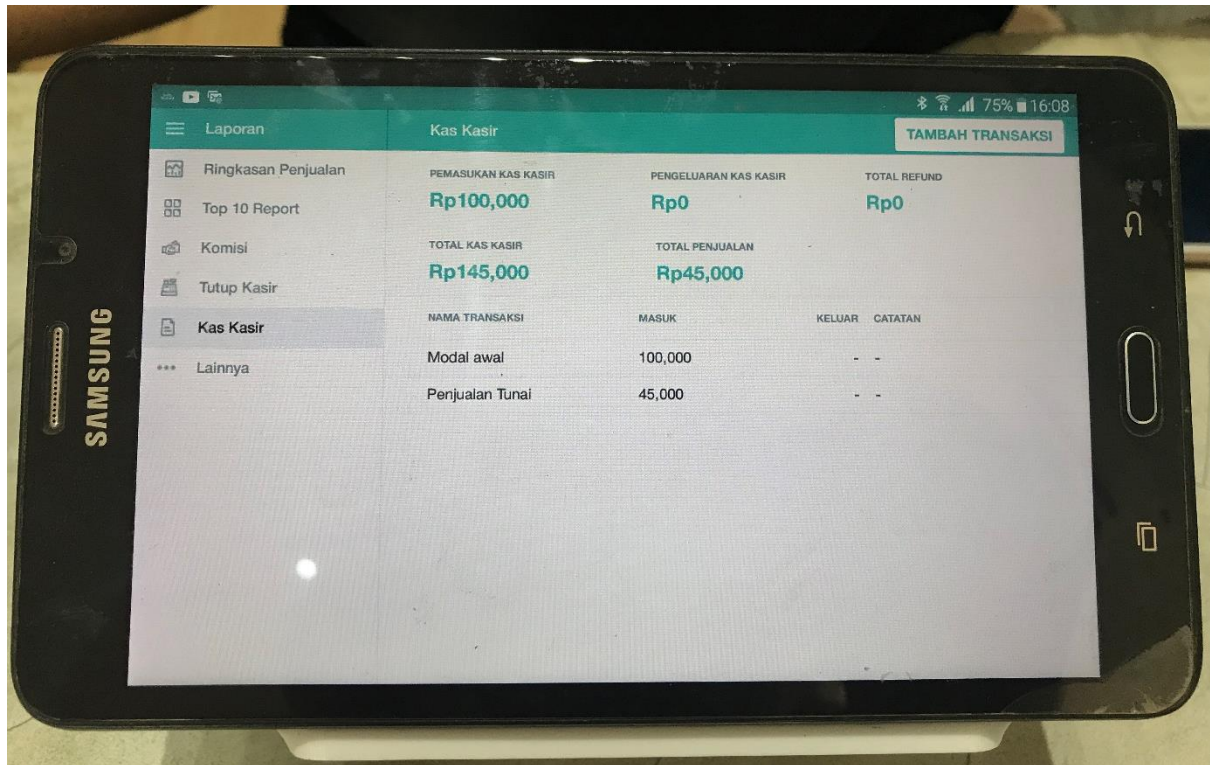 75% 16:08
Laporan
Kas Kasir
TAMBAH TRANSAKSI
Ringkasan Penjualan
Top 10 Report
Komisi
Tutup Kasir
Kas Kasir
Lainnya
PEMASUKAN KAS KASIR PENGELUARAN KAS KASIR TOTAL REFUND
Rp100,000 Rp0 Rp0
TOTAL KAS KASIR TOTAL PENJUALAN
Rp145,000 Rp45,000
NAMA TRANSAKSI MASUK KELUAR CATATAN
Modal awal 100,000 - -
Penjualan Tunai 45,000 - -
SAMSUNG